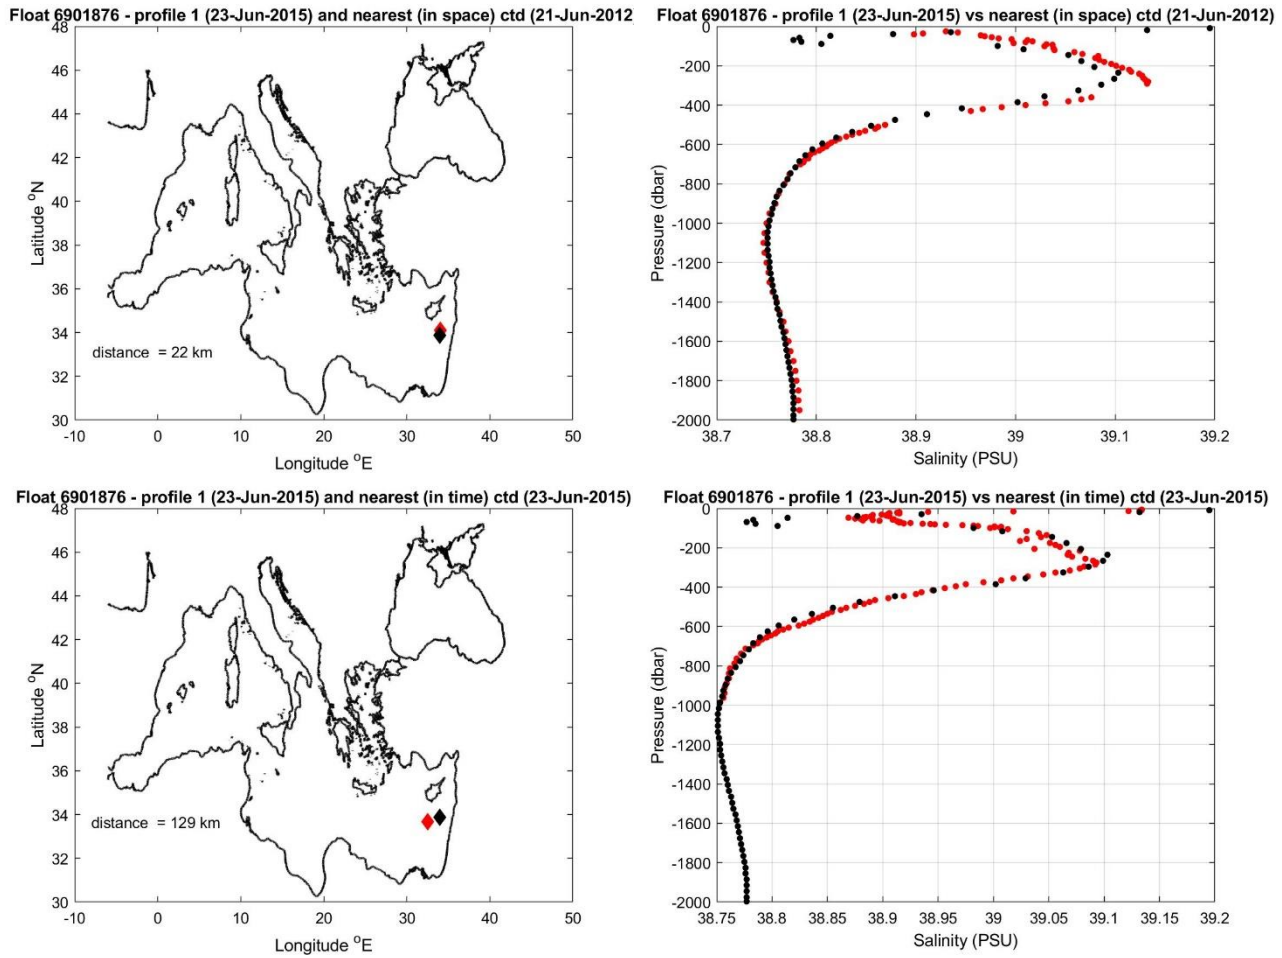 Float 6901876 - profile 1 (23-Jun-2015) and nearest (in space) ctd (21-Jun-2012
48
46
44
42
40
38
36
34
32
30
Latitude °N
distance = 22 km
-10 0 10 20 30 40 50
Longitude °E
Float 6901876 - profile 1 (23-Jun-2015) vs nearest (in space) ctd (21-Jun-2012)
0
-200
-400
-600
-800
-1000
-1200
-1400
-1600
-1800
-2000
Pressure (dbar)
38.7 38.8 38.9 39 39.1 39.2
Salinity (PSU)
Float 6901876 - profile 1 (23-Jun-2015) and nearest (in time) ctd (23-Jun-2015)
48
46
44
42
40
38
36
34
32
30
Latitude °N
distance = 129 km
-10 0 10 20 30 40 50
Longitude °E
Float 6901876 - profile 1 (23-Jun-2015) vs nearest (in time) ctd (23-Jun-2015)
0
-200
-400
-600
-800
-1000
-1200
-1400
-1600
-1800
-2000
Pressure (dbar)
38.75 38.8 38.85 38.9 38.95 39 39.05 39.1 39.15 39.2
Salinity (PSU)